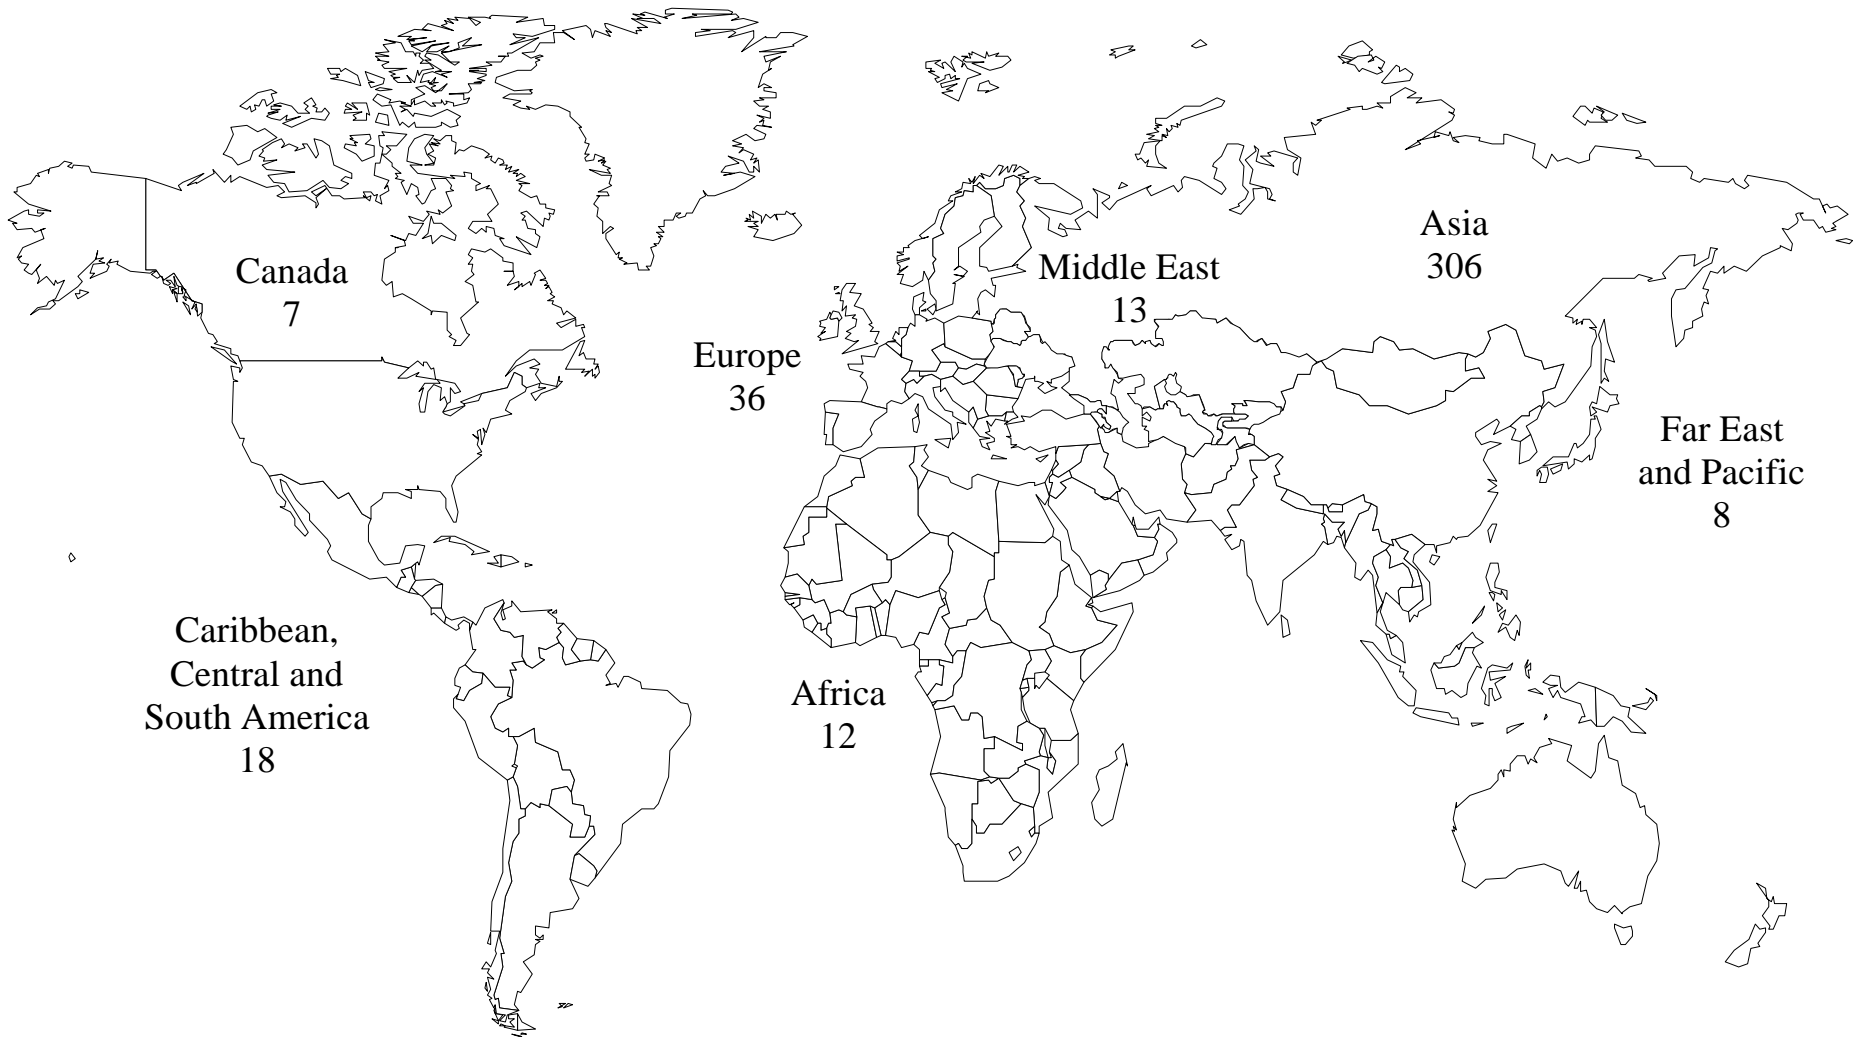 Canada
7
Europe
36
Middle East
13
Asia
306
Far East
and Pacific
8
Caribbean,
Central and
South America
18
Africa
12